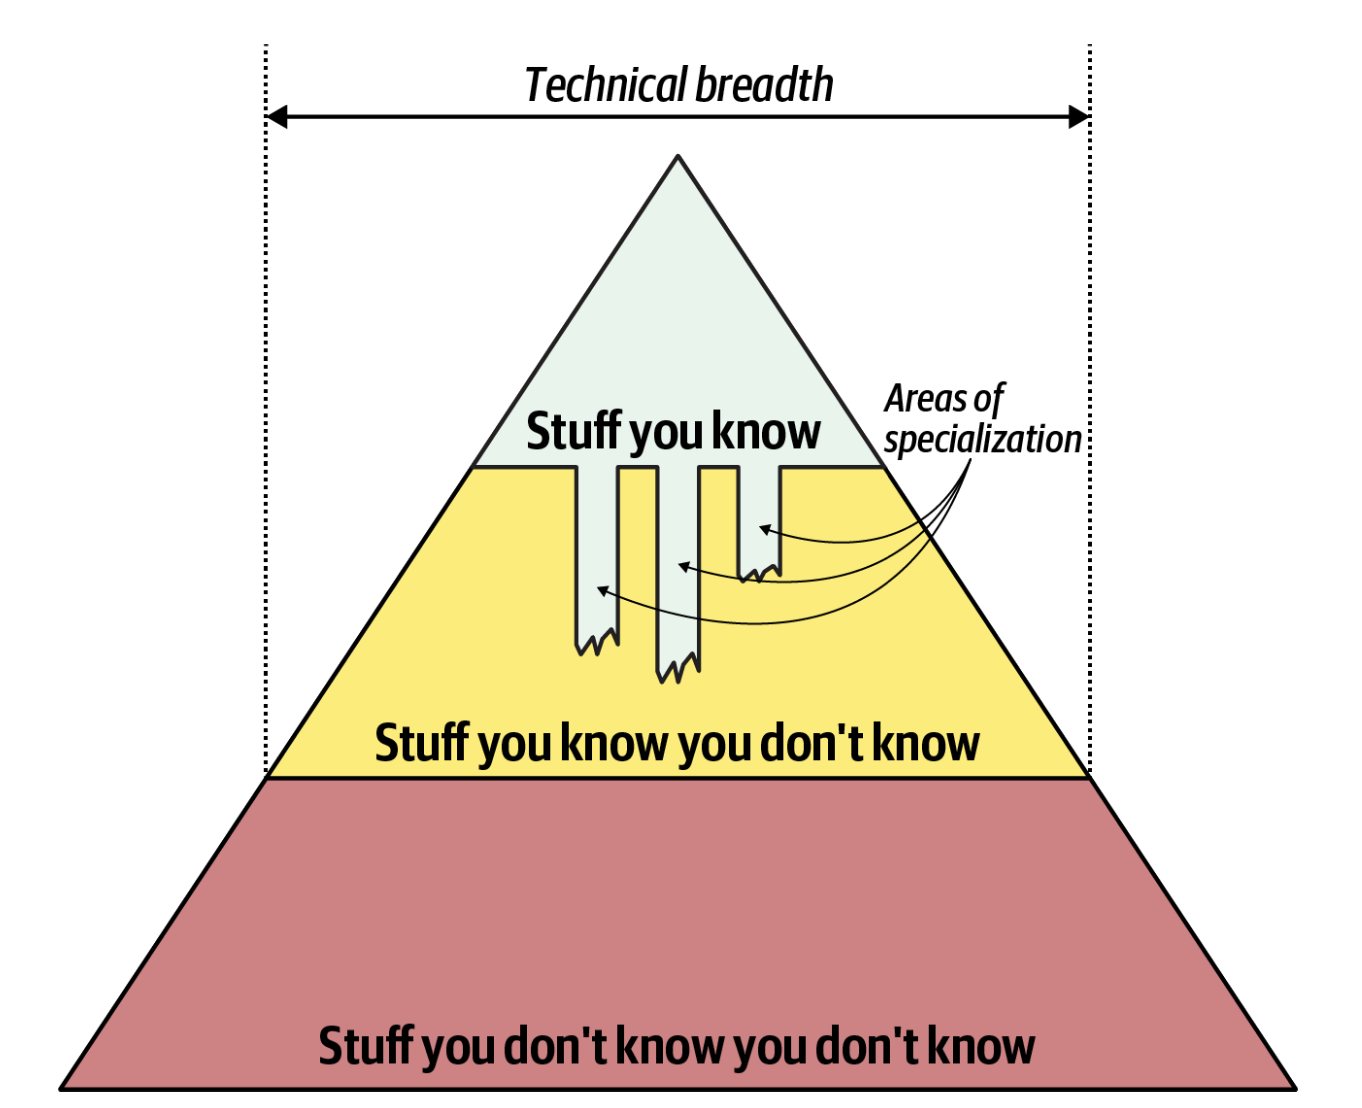 Technical breadth
Areas of
specialization
Stuff you know
Stuff you know you don't know
Stuff you don't know you don't know